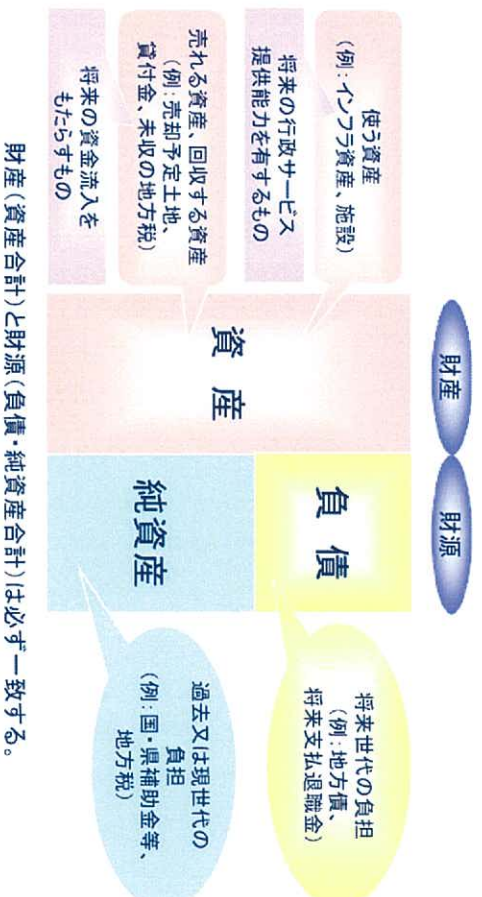 財産
財源
使う資産
(例:インフラ資産、施設)
将来の行政サービス
提供能力を有するもの
売れる資産、回収する資産
(例:売却予定土地、
貸付金、未収の地方税)
将来の資金流入を
もたらすもの
資産
負債
純資産
将来世代の負担
(例:地方債、
将来支払退職金)
過去又は現世代の
負担
(例:国・県補助金等、
地方税)
財産(資産合計)と財源(負債・純資産合計)は必ず一致する。